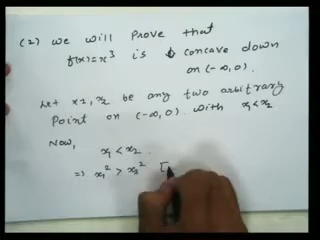 (2) We will Prove that
f(x)=x³ is concave down
on (-∞,0).
Let x1, x2 be any two arbitrary
Point on (-∞,0). with x₁<x₂
Now,
x₁ < x₂.
⇒ x₁² > x₂² [